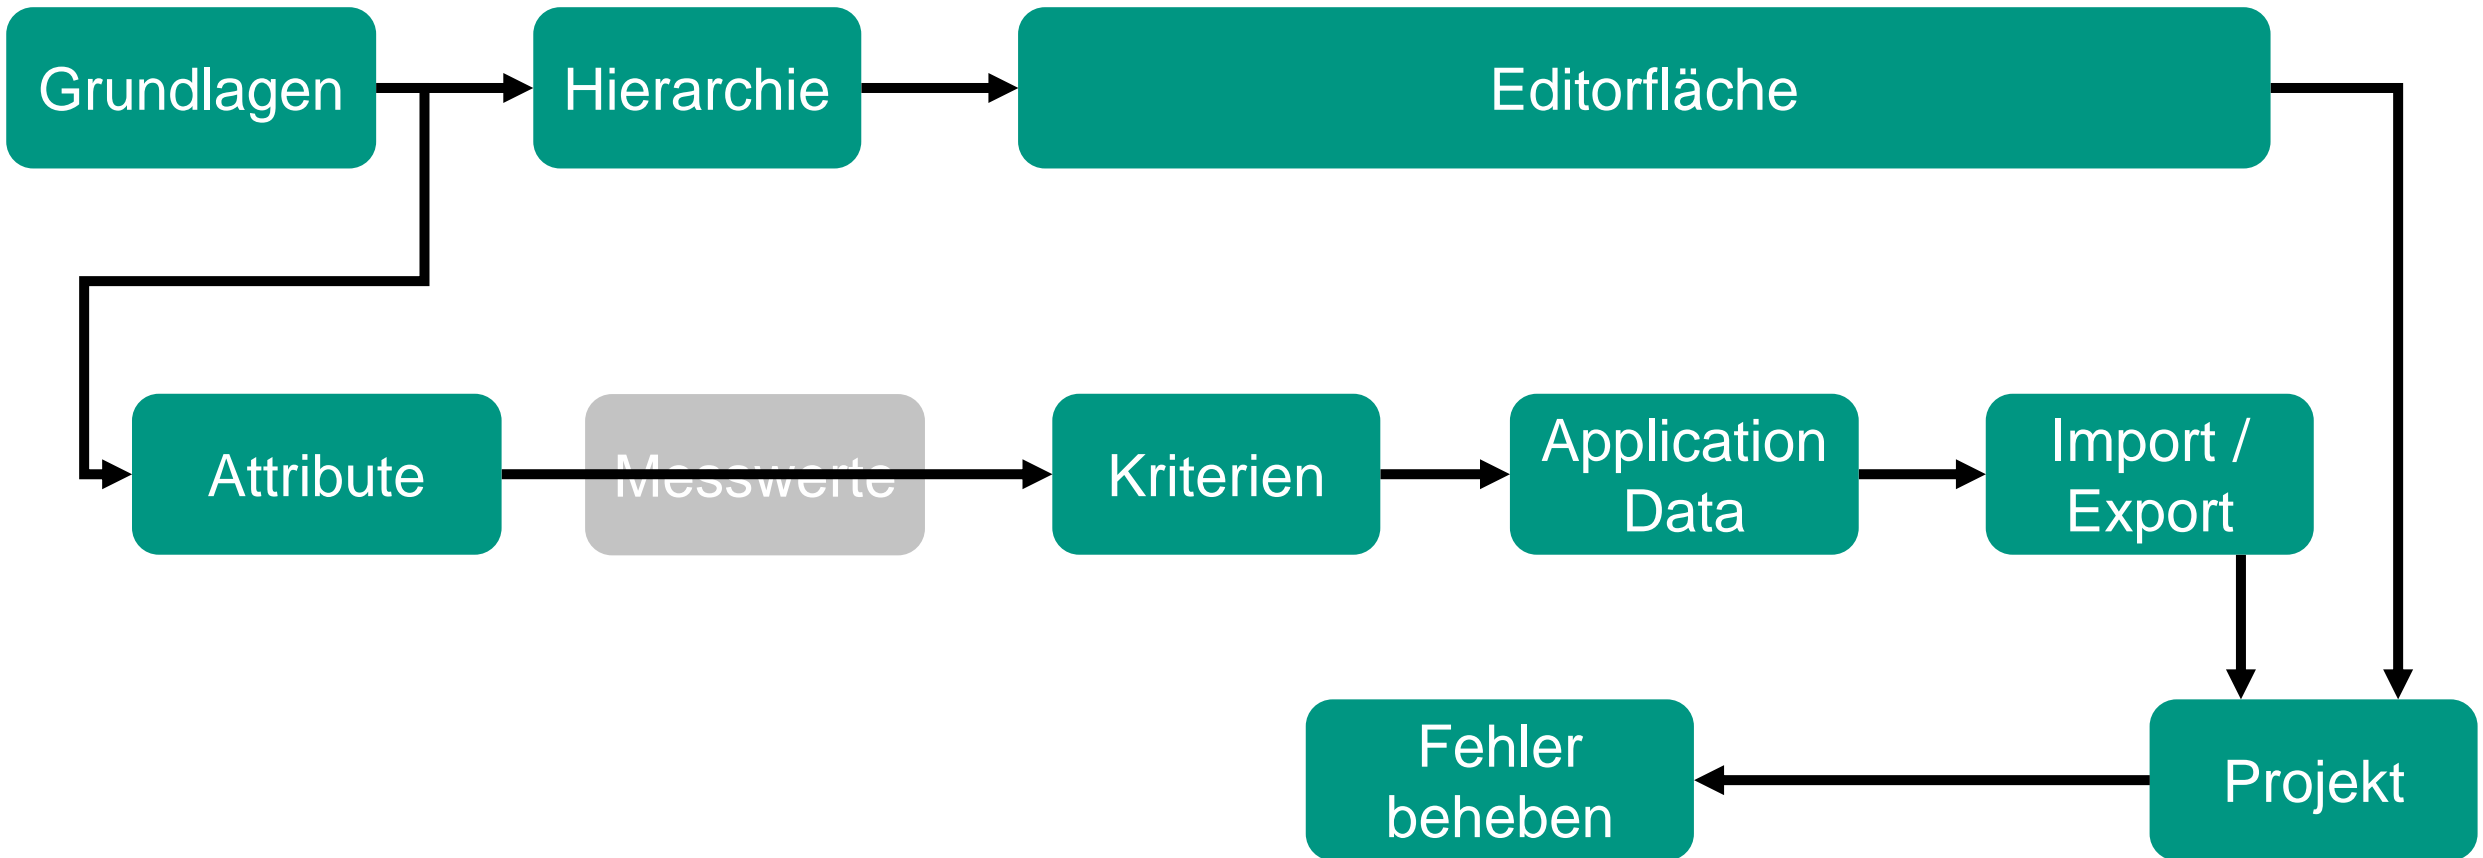 Grundlagen
Hierarchie
Editorfläche
Attribute
Messwerte
Kriterien
Application
Data
Import /
Export
Fehler
beheben
Projekt